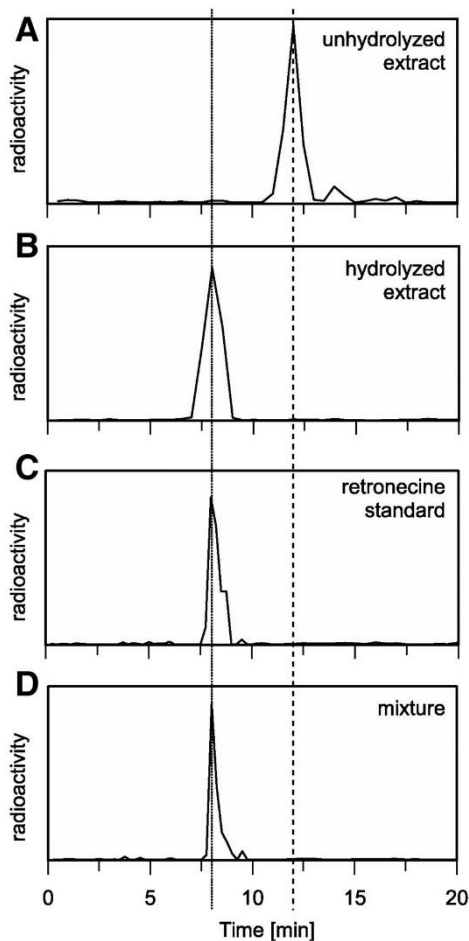 A
radioactivity
unhydrolyzed
extract
B
radioactivity
hydrolyzed
extract
C
radioactivity
retronecine
standard
D
radioactivity
mixture
0 5 10 15 20
Time [min]